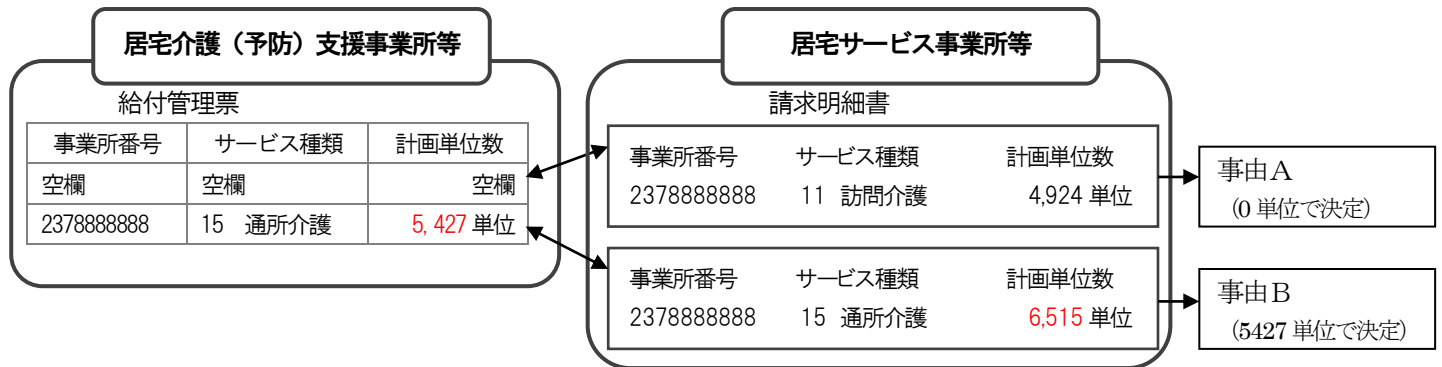 居宅介護（予防）支援事業所等
給付管理票
事業所番号 サービス種類 計画単位数
空欄 空欄 空欄
2378888888 15 通所介護 5,427 単位
居宅サービス事業所等
請求明細書
事業所番号 サービス種類 計画単位数
2378888888 11 訪問介護 4,924 単位
事業所番号 サービス種類 計画単位数
2378888888 15 通所介護 6,515 単位
事由A
(0 単位で決定)
事由B
(5427 単位で決定)